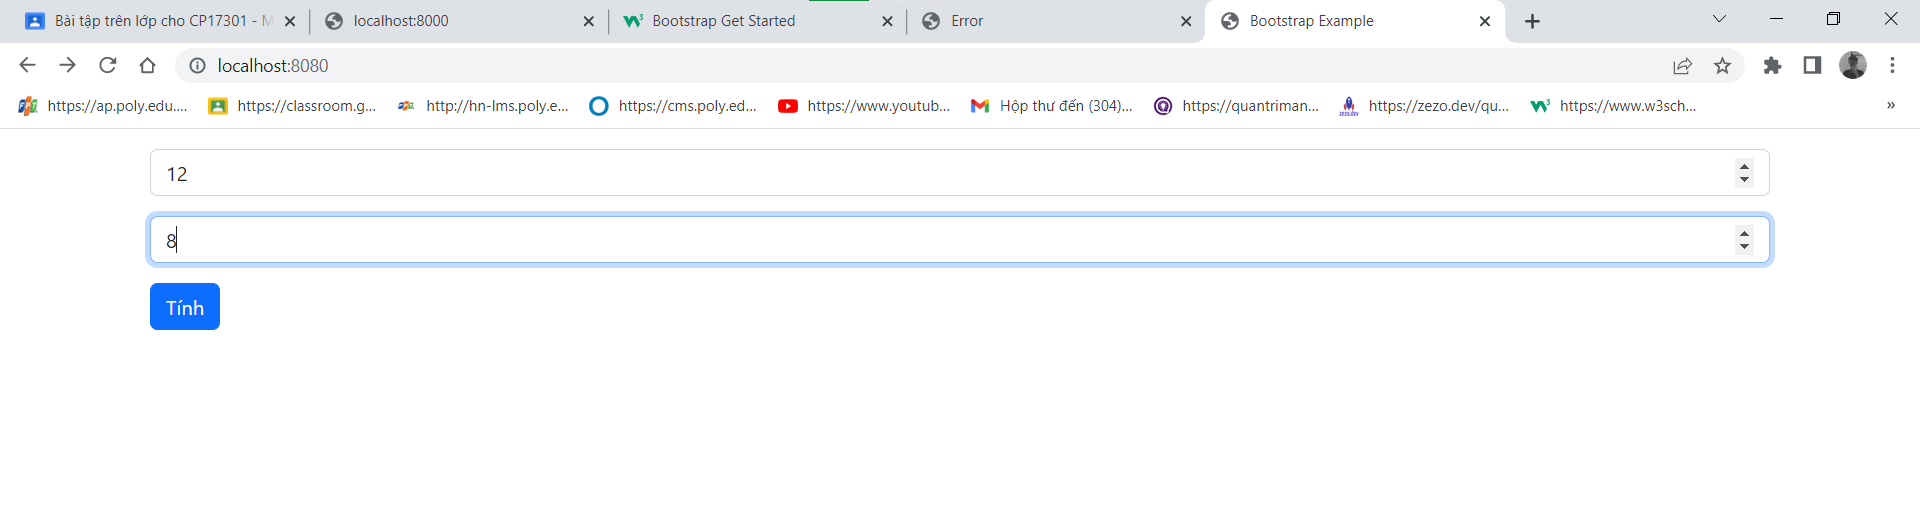 Bài tập trên lớp cho CP17301 - M
localhost:8000
Bootstrap Get Started
Error
Bootstrap Example
localhost:8080
https://ap.poly.edu....
https://classroom.g...
http://hn-lms.poly.e...
https://cms.poly.ed...
https://www.youtub...
Hộp thư đến (304)...
https://quantriman...
https://zezo.dev/qu...
https://www.w3sch...
»
12
8
Tính